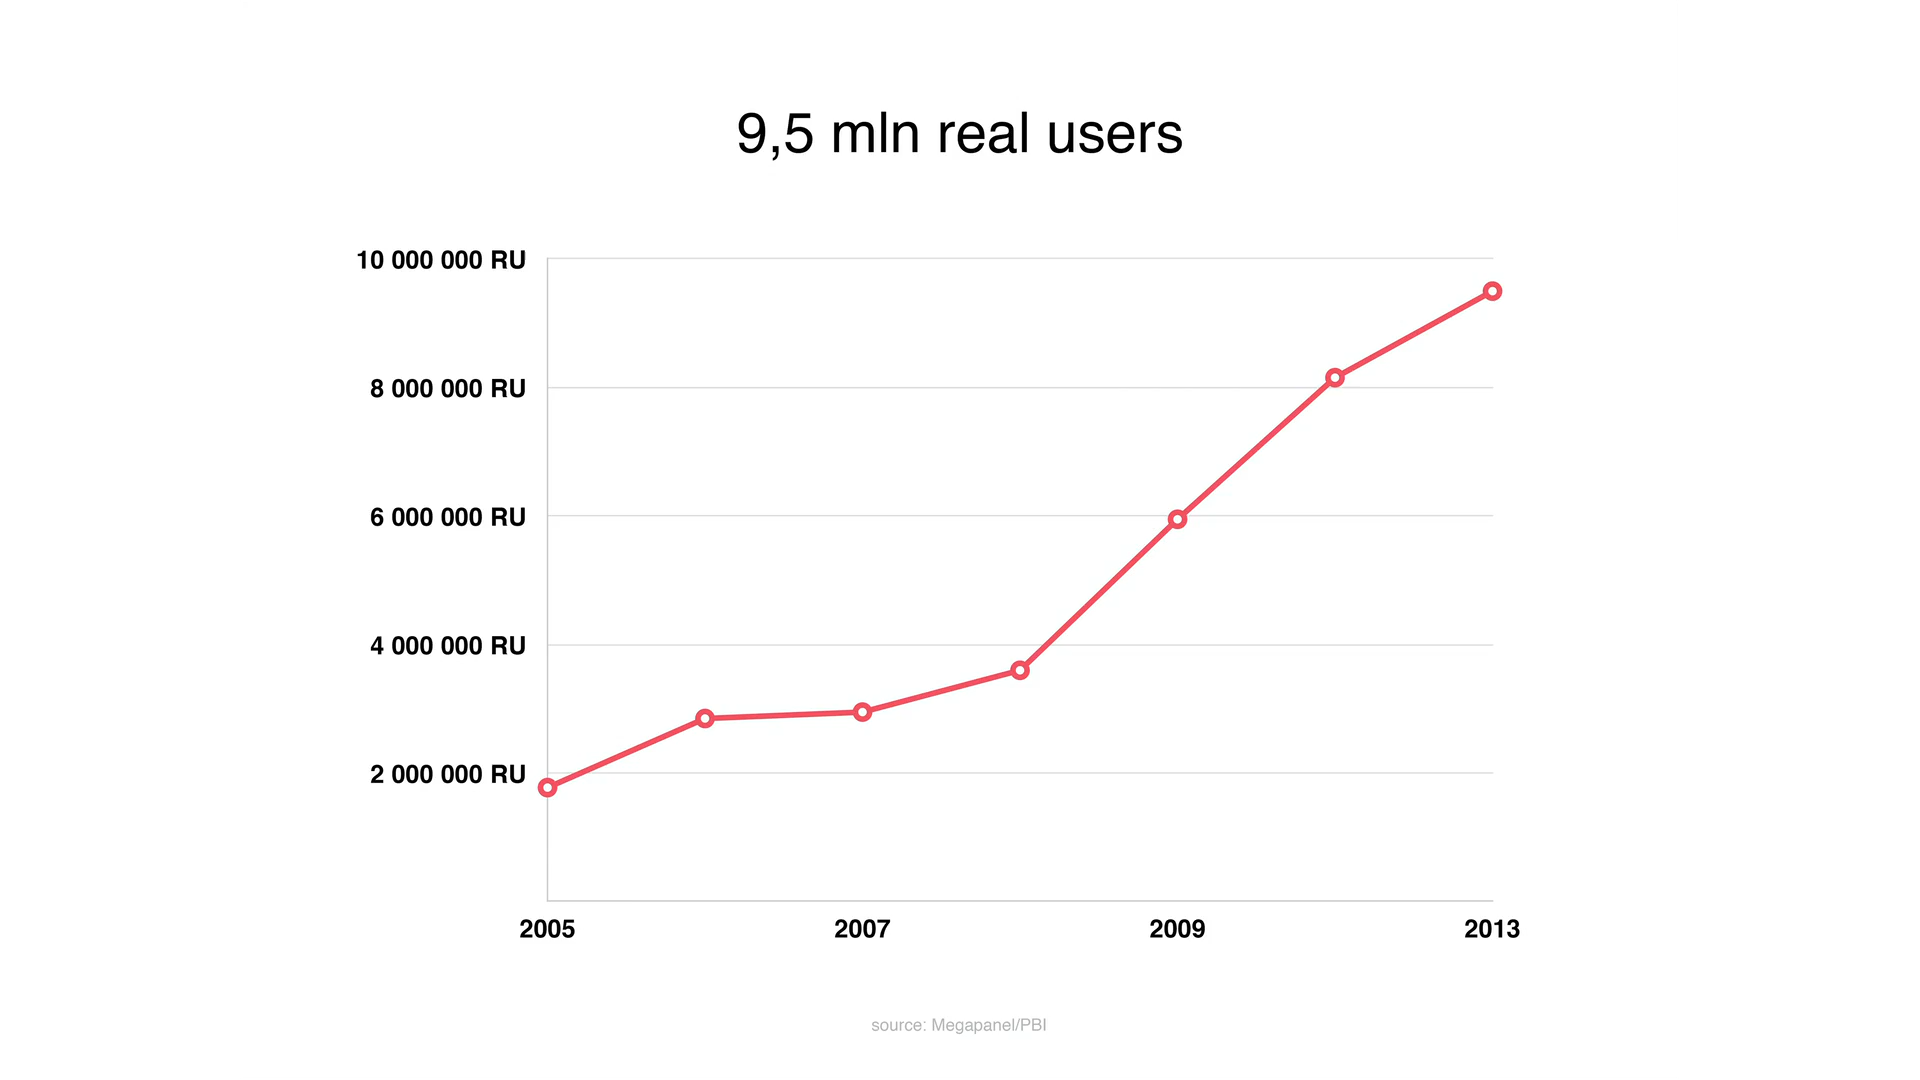 9,5 mln real users
10 000 000 RU
8 000 000 RU
6 000 000 RU
4 000 000 RU
2 000 000 RU
2005 2007 2009 2013
source: Megapanel/PBI